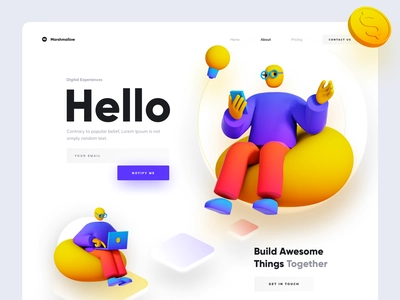 Marshmallow
Home
About
Pricing
CONTACT US
Digital Experiences
Hello
Contrary to popular belief, Lorem Ipsum is not
simply random text.
YOUR EMAIL
NOTIFY ME
Build Awesome
Things Together
GET IN TOUCH